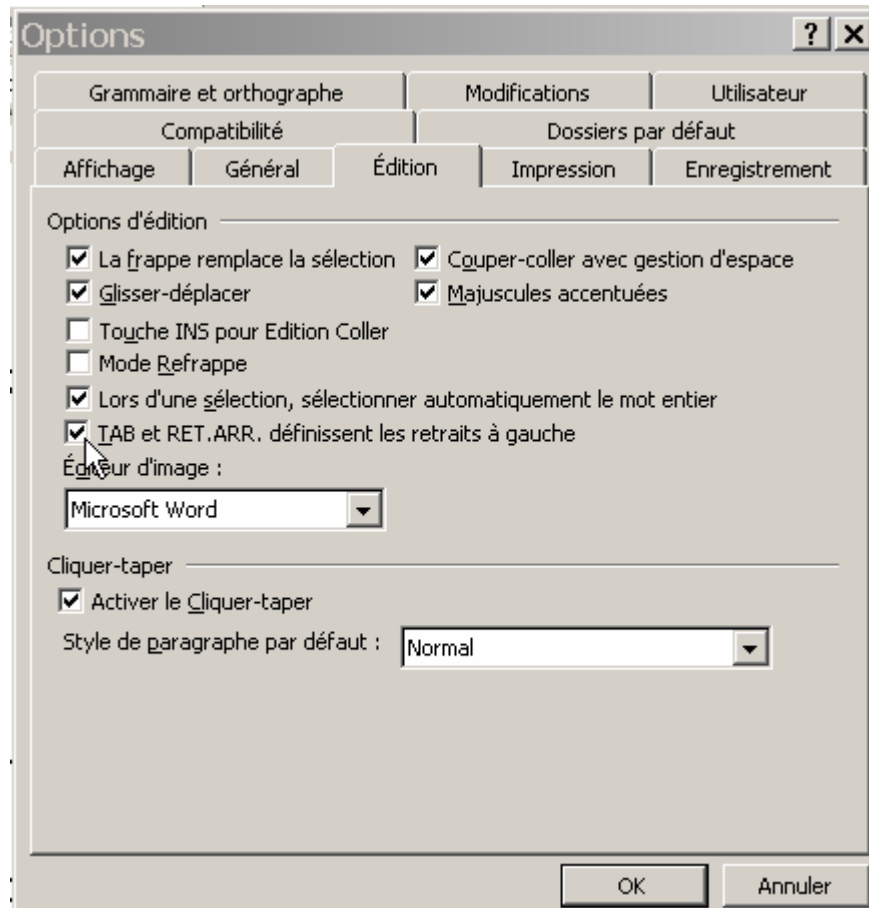 Options
Grammaire et orthographe Modifications Utilisateur
Compatibilité Dossiers par défaut
Affichage Général Édition Impression Enregistrement
Options d'édition
La frappe remplace la sélection Couper-coller avec gestion d'espace
Glisser-déplacer Majuscules accentuées
Touche INS pour Edition Coller
Mode Refrappe
Lors d'une sélection, sélectionner automatiquement le mot entier
TAB et RET.ARR. définissent les retraits à gauche
Éditeur d'image :
Microsoft Word
Cliquer-taper
Activer le Cliquer-taper
Style de paragraphe par défaut : Normal
OK Annuler